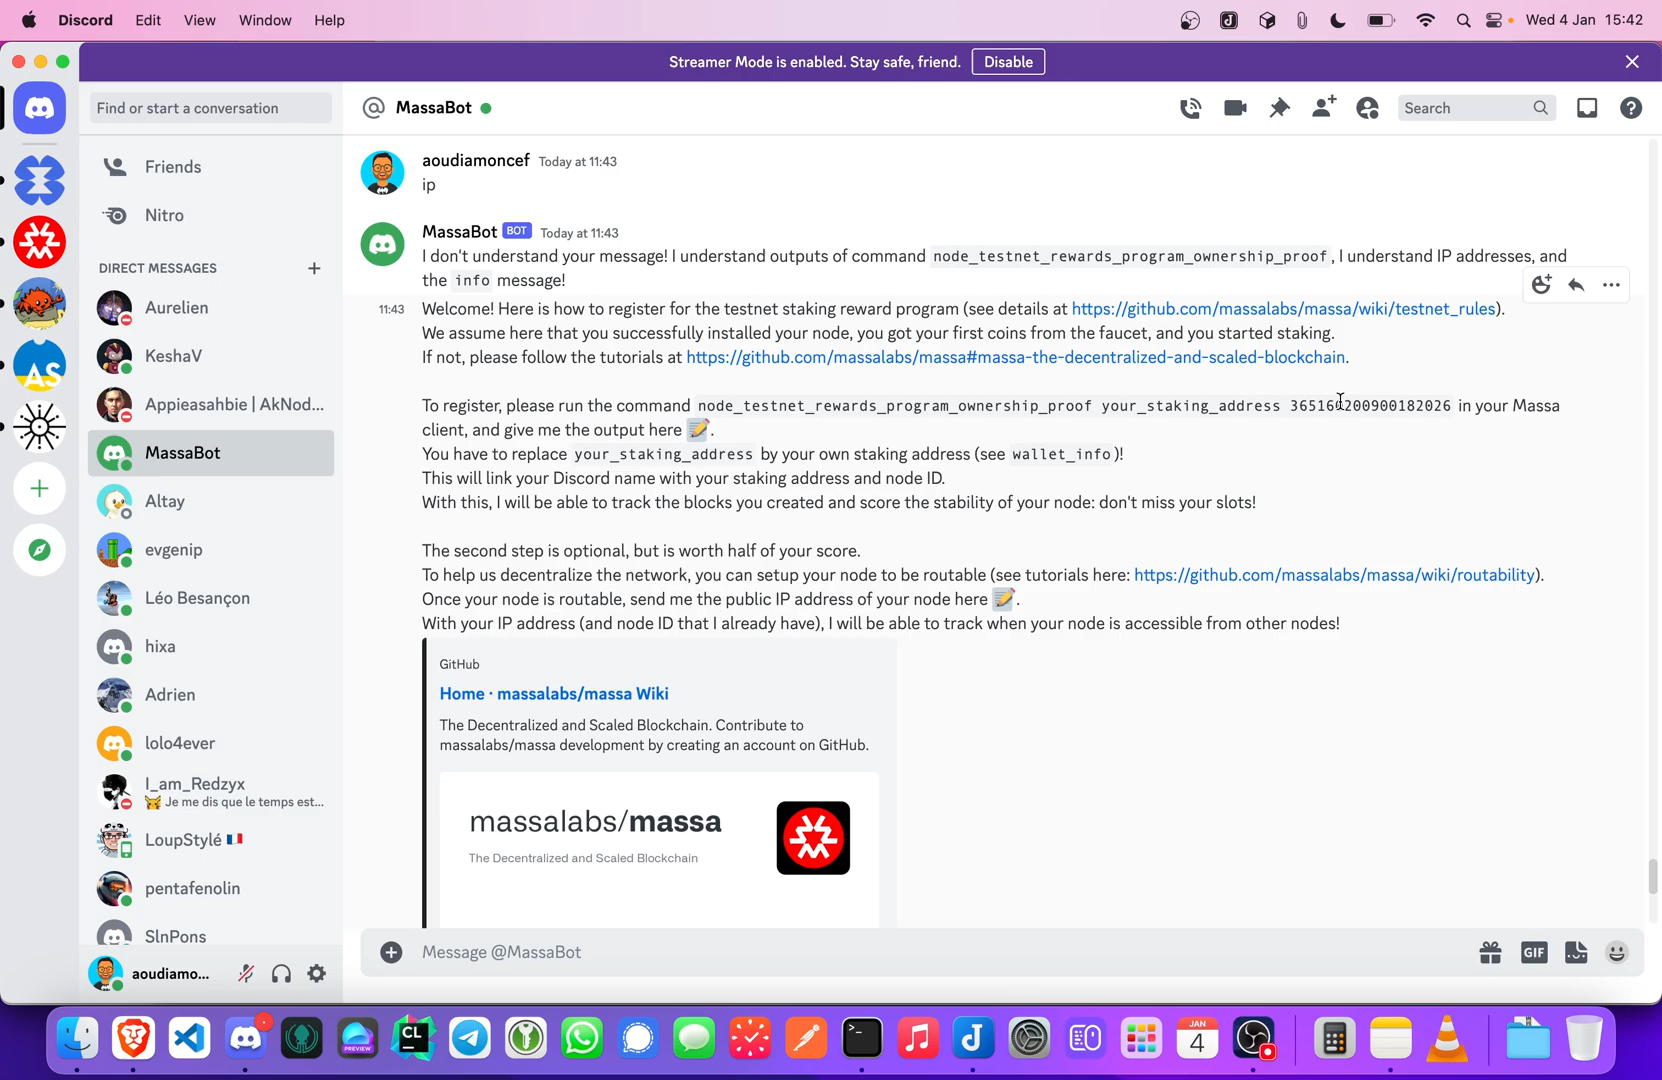 Discord Edit View Window Help
Wed 4 Jan 15:42
Streamer Mode is enabled. Stay safe, friend. Disable
Find or start a conversation
MassaBot
Search
Friends
Nitro
DIRECT MESSAGES
Aurelien
KeshaV
Appieasahbie | AkNod...
MassaBot
Altay
evgenip
Léo Besançon
hixa
Adrien
lolo4ever
I_am_Redzyx
Je me dis que le temps est...
LoupStylé
pentafenolin
SlnPons
aoudiamo...
AS
aoudiamoncef Today at 11:43
ip
MassaBot BOT Today at 11:43
I don't understand your message! I understand outputs of command node_testnet_rewards_program_ownership_proof, I understand IP addresses, and
the info message!
11:43 Welcome! Here is how to register for the testnet staking reward program (see details at https://github.com/massalabs/massa/wiki/testnet_rules).
We assume here that you successfully installed your node, you got your first coins from the faucet, and you started staking.
If not, please follow the tutorials at https://github.com/massalabs/massa#massa-the-decentralized-and-scaled-blockchain.
To register, please run the command node_testnet_rewards_program_ownership_proof your_staking_address 365160200900182026 in your Massa
client, and give me the output here 📝.
You have to replace your_staking_address by your own staking address (see wallet_info)!
This will link your Discord name with your staking address and node ID.
With this, I will be able to track the blocks you created and score the stability of your node: don't miss your slots!
The second step is optional, but is worth half of your score.
To help us decentralize the network, you can setup your node to be routable (see tutorials here: https://github.com/massalabs/massa/wiki/routability).
Once your node is routable, send me the public IP address of your node here 📝.
With your IP address (and node ID that I already have), I will be able to track when your node is accessible from other nodes!
GitHub
Home · massalabs/massa Wiki
The Decentralized and Scaled Blockchain. Contribute to
massalabs/massa development by creating an account on GitHub.
massalabs/massa
The Decentralized and Scaled Blockchain
Message @MassaBot
GIF
PREVIEW
CL
JAN
4